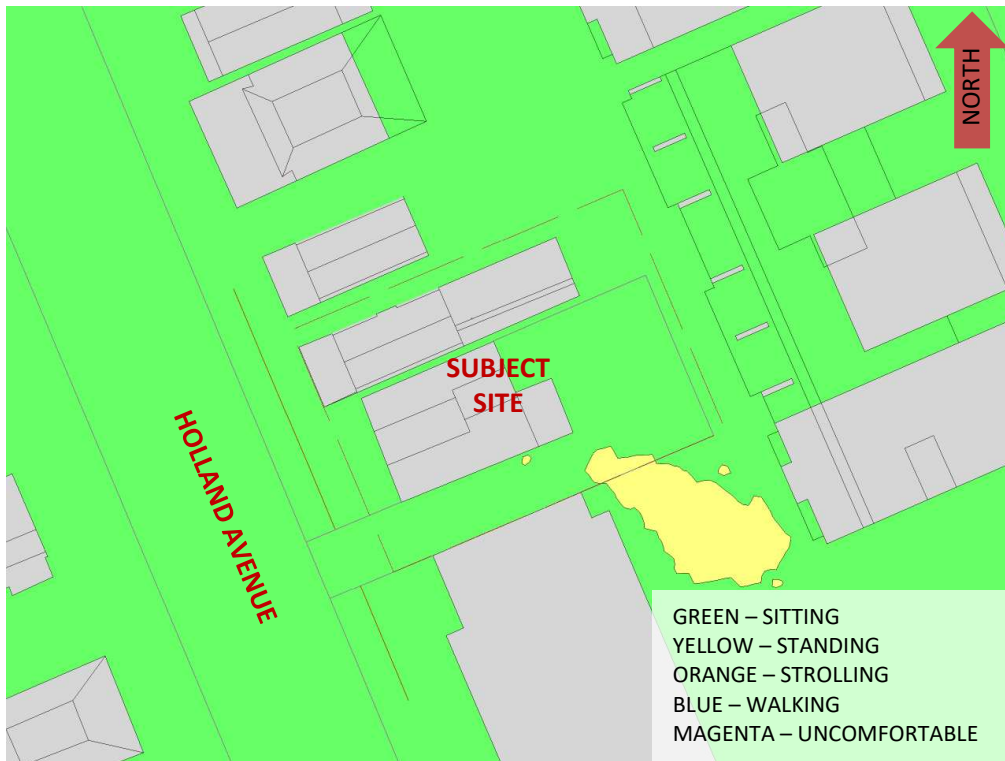 NORTH
SUBJECT
SITE
HOLLAND AVENUE
GREEN – SITTING
YELLOW – STANDING
ORANGE – STROLLING
BLUE – WALKING
MAGENTA – UNCOMFORTABLE